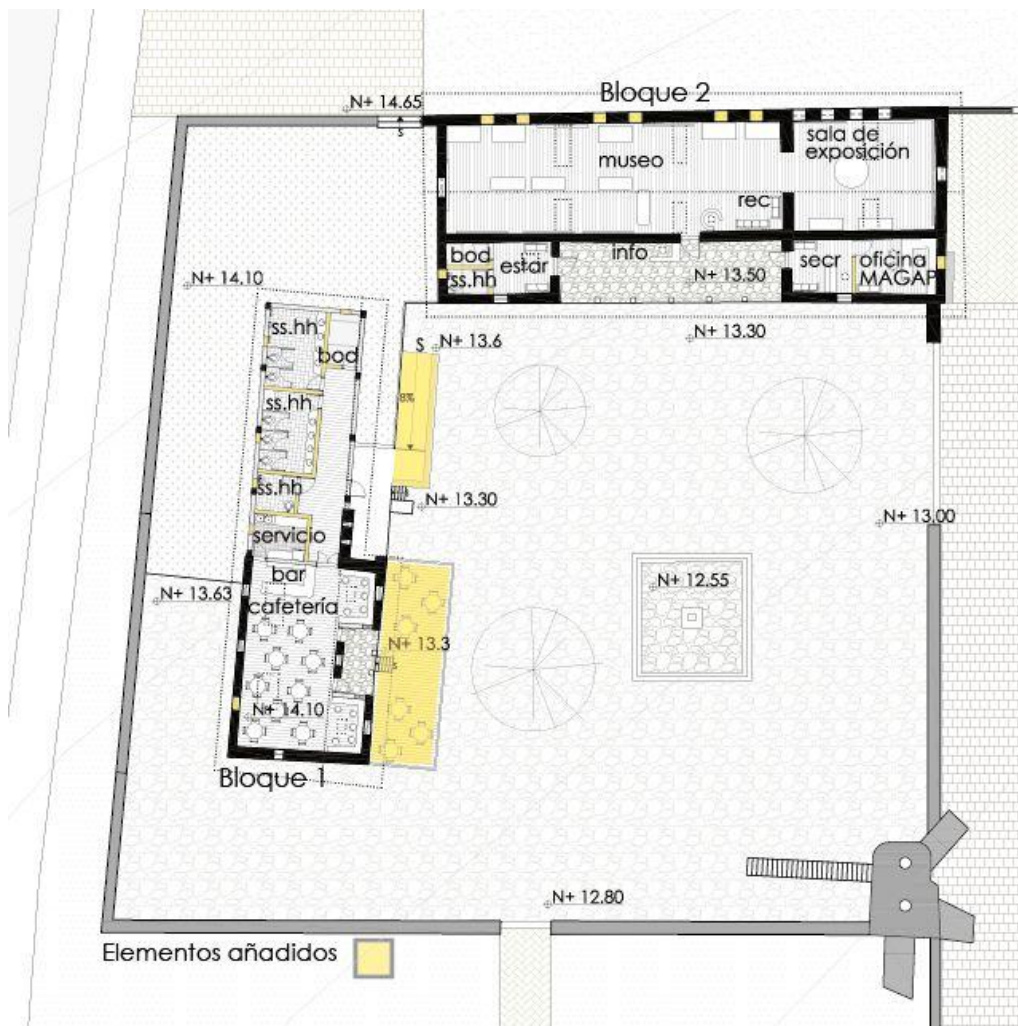 Bloque 2
N+ 14.65
s
sala de
exposición
museo
rec
info
bod
estar
ss.hh
secr
oficina
MAGAP
N+ 13.50
N+ 14.10
N+ 13.30
S
N+ 13.6
ss.hh
bod
8%
ss.hh
ss.hh
N+ 13.30
N+ 13.00
servicio
bar
N+ 12.55
N+ 13.63
cafetería
N+ 13.3
s
N+ 14.10
Bloque 1
N+ 12.80
Elementos añadidos